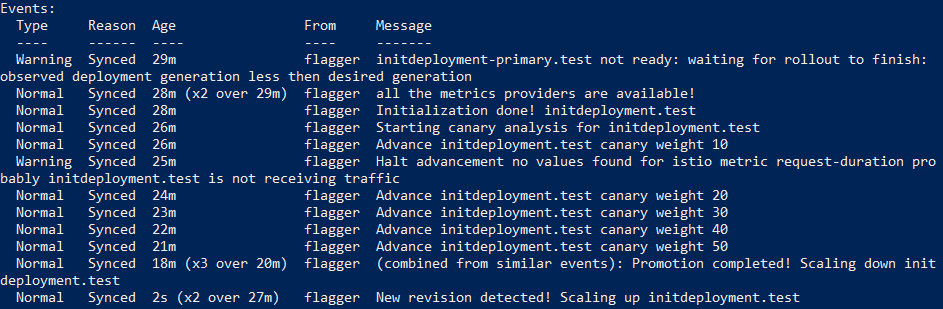 Events:
  Type     Reason  Age                 From     Message
  ----     ------  ----                ----     -------
  Warning  Synced  29m                 flagger  initdeployment-primary.test not ready: waiting for rollout to finish:
observed deployment generation less then desired generation
  Normal   Synced  28m (x2 over 29m)   flagger  all the metrics providers are available!
  Normal   Synced  28m                 flagger  Initialization done! initdeployment.test
  Normal   Synced  26m                 flagger  Starting canary analysis for initdeployment.test
  Normal   Synced  26m                 flagger  Advance initdeployment.test canary weight 10
  Warning  Synced  25m                 flagger  Halt advancement no values found for istio metric request-duration pro
bably initdeployment.test is not receiving traffic
  Normal   Synced  24m                 flagger  Advance initdeployment.test canary weight 20
  Normal   Synced  23m                 flagger  Advance initdeployment.test canary weight 30
  Normal   Synced  22m                 flagger  Advance initdeployment.test canary weight 40
  Normal   Synced  21m                 flagger  Advance initdeployment.test canary weight 50
  Normal   Synced  18m (x3 over 20m)   flagger  (combined from similar events): Promotion completed! Scaling down init
deployment.test
  Normal   Synced  2s (x2 over 27m)    flagger  New revision detected! Scaling up initdeployment.test